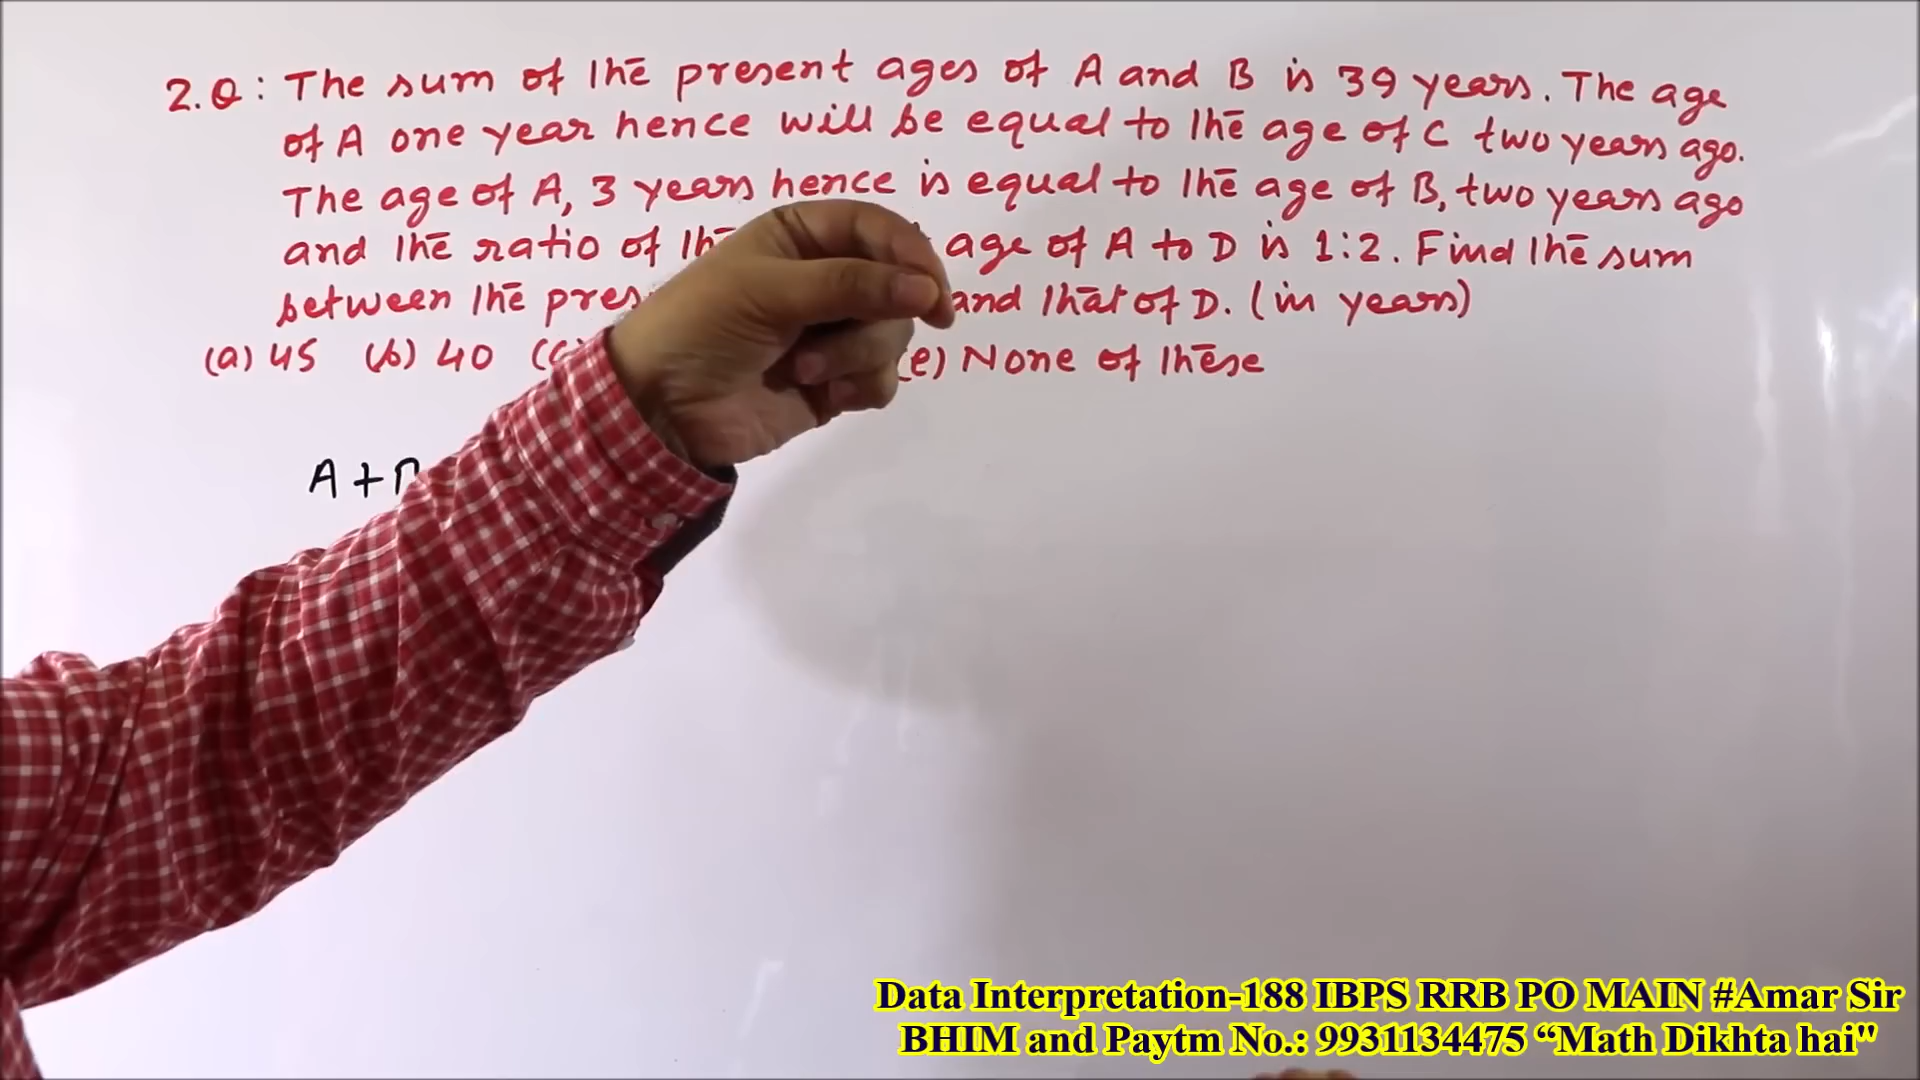 2.Q: The sum of the present ages of A and B is 39 years. The age
of A one year hence will be equal to the age of C two years ago.
The age of A, 3 years hence is equal to the age of B, two years ago
and the ratio of age of A to D is 1:2. Find the sum
between the and that of D. (in years)
(a) 45 (b) 40 (e) None of these
A+
Data Interpretation-188 IBPS RRB PO MAIN #Amar Sir
BHIM and Paytm No.: 9931134475 “Math Dikhta hai"